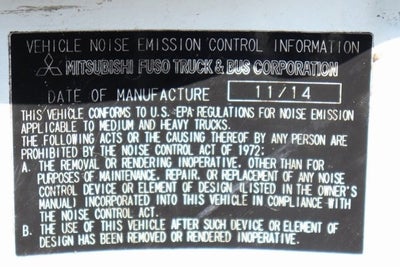 VEHICLE NOISE EMISSION CONTROL INFORMATION
MITSUBISHI FUSO TRUCK & BUS CORPORATION
DATE OF MANUFACTURE 11/14
THIS VEHICLE CONFORMS TO U.S. EPA REGULATIONS FOR NOISE EMISSION
APPLICABLE TO MEDIUM AND HEAVY TRUCKS.
THE FOLLOWING ACTS OR THE CAUSING THEREOF BY ANY PERSON ARE
PROHIBITED BY THE NOISE CONTROL ACT OF 1972:
A. THE REMOVAL OR RENDERING INOPERATIVE, OTHER THAN FOR
PURPOSES OF MAINTENANCE, REPAIR, OR REPLACEMENT OF ANY NOISE
CONTROL DEVICE OR ELEMENT OF DESIGN (LISTED IN THE OWNER'S
MANUAL) INCORPORATED INTO THIS VEHICLE IN COMPLIANCE WITH
THE NOISE CONTROL ACT.
B. THE USE OF THIS VEHICLE AFTER SUCH DEVICE OR ELEMENT OF
DESIGN HAS BEEN REMOVED OR RENDERED INOPERATIVE.